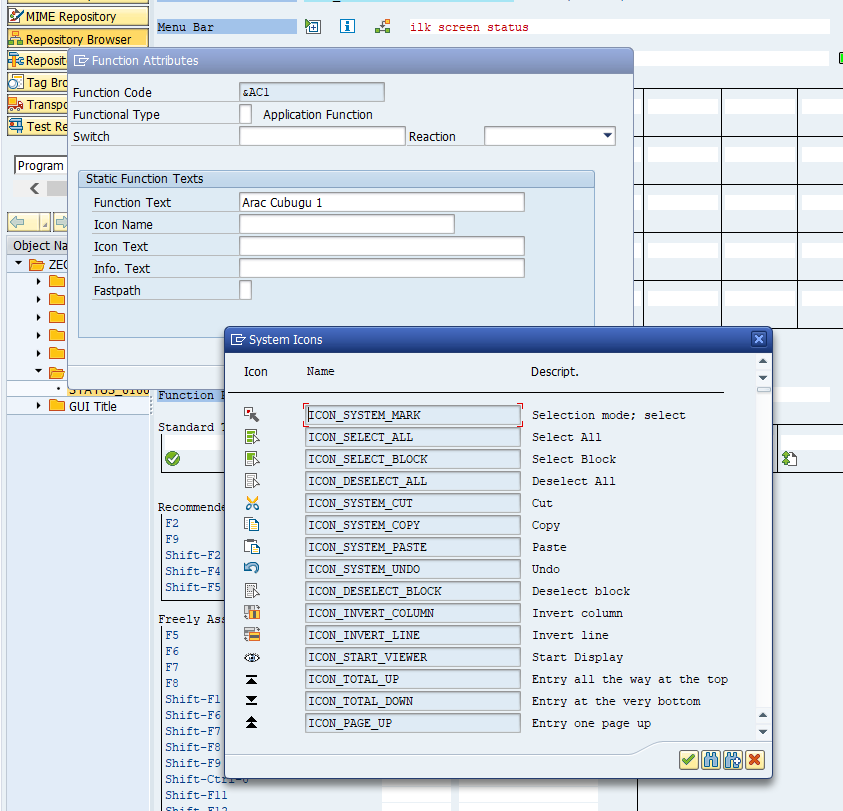 MIME Repository
Menu Bar
ilk screen status
Repository Browser
Reposit
Function Attributes
Tag Bro
Transpo
Test Re
Function Code &AC1
Functional Type Application Function
Switch Reaction
Program
Static Function Texts
Function Text Arac Cubugu 1
Icon Name
Icon Text
Info. Text
Fastpath
Object Na
ZEG
GUI Title
System Icons
Icon Name Descript.
ICON_SYSTEM_MARK Selection mode; select
ICON_SELECT_ALL Select All
ICON_SELECT_BLOCK Select Block
ICON_DESELECT_ALL Deselect All
ICON_SYSTEM_CUT Cut
ICON_SYSTEM_COPY Copy
ICON_SYSTEM_PASTE Paste
ICON_SYSTEM_UNDO Undo
ICON_DESELECT_BLOCK Deselect block
ICON_INVERT_COLUMN Invert column
ICON_INVERT_LINE Invert line
ICON_START_VIEWER Start Display
ICON_TOTAL_UP Entry all the way at the top
ICON_TOTAL_DOWN Entry at the very bottom
ICON_PAGE_UP Entry one page up
Function
Standard
Recommende
F2
F9
Shift-F2
Shift-F4
Shift-F5
Freely Ass
F5
F6
F7
F8
Shift-F1
Shift-F6
Shift-F7
Shift-F8
Shift-F9
Shift-Ctrl-0
Shift-F11
Shift-F12